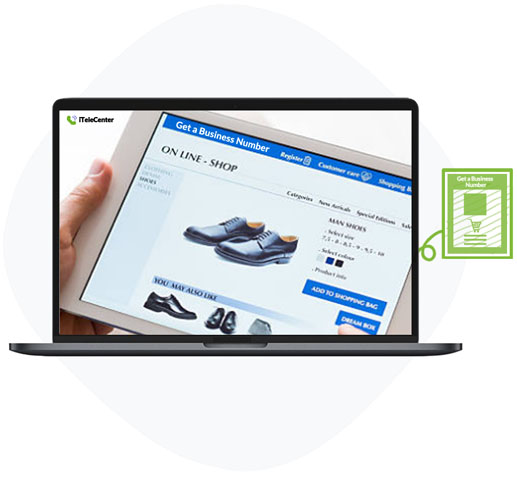 iTeleCenter
Get a Business Number
Register
Customer care
Shopping
ON LINE - SHOP
Categories New Arrivals Special Editions
SHOES
ACCESSORIES
MAN SHOES
- Select size
7,5 - 8 - 8,5 - 9 - 9,5 - 10
- Select colour
- Product info
ADD TO SHOPPING BAG
DREAM BOX
YOU MAY ALSO LIKE
Get a Business
Number